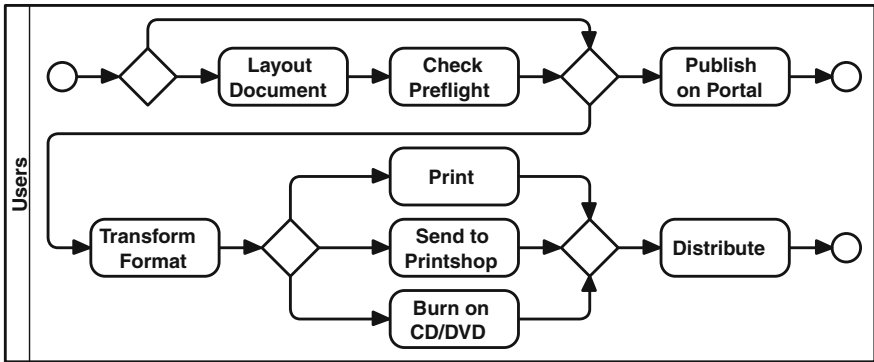 Users
Layout
Document
Check
Preflight
Publish
on Portal
Transform
Format
Print
Send to
Printshop
Burn on
CD/DVD
Distribute